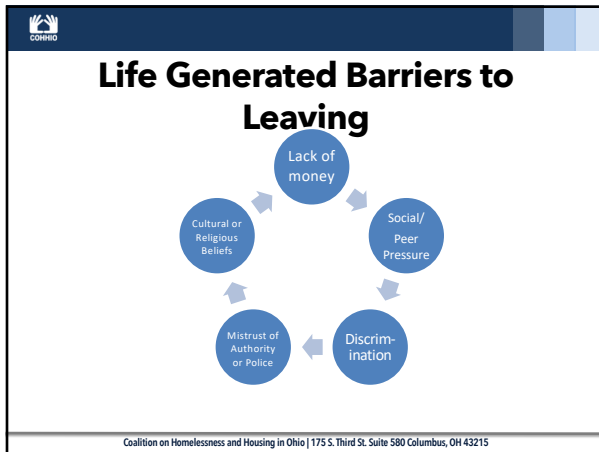 COHHIO
Life Generated Barriers to
Leaving
Lack of
money
Social/
Peer
Pressure
Discrim-
ination
Mistrust of
Authority
or Police
Cultural or
Religious
Beliefs
Coalition on Homelessness and Housing in Ohio | 175 S. Third St. Suite 580 Columbus, OH 43215